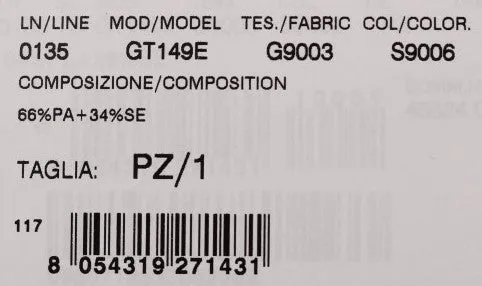 LN/LINE MOD/MODEL TES./FABRIC COL/COLOR.
0135 GT149E G9003 S9006
COMPOSIZIONE/COMPOSITION
66%PA+34%SE
TAGLIA: PZ/1
117
8 054319 271431